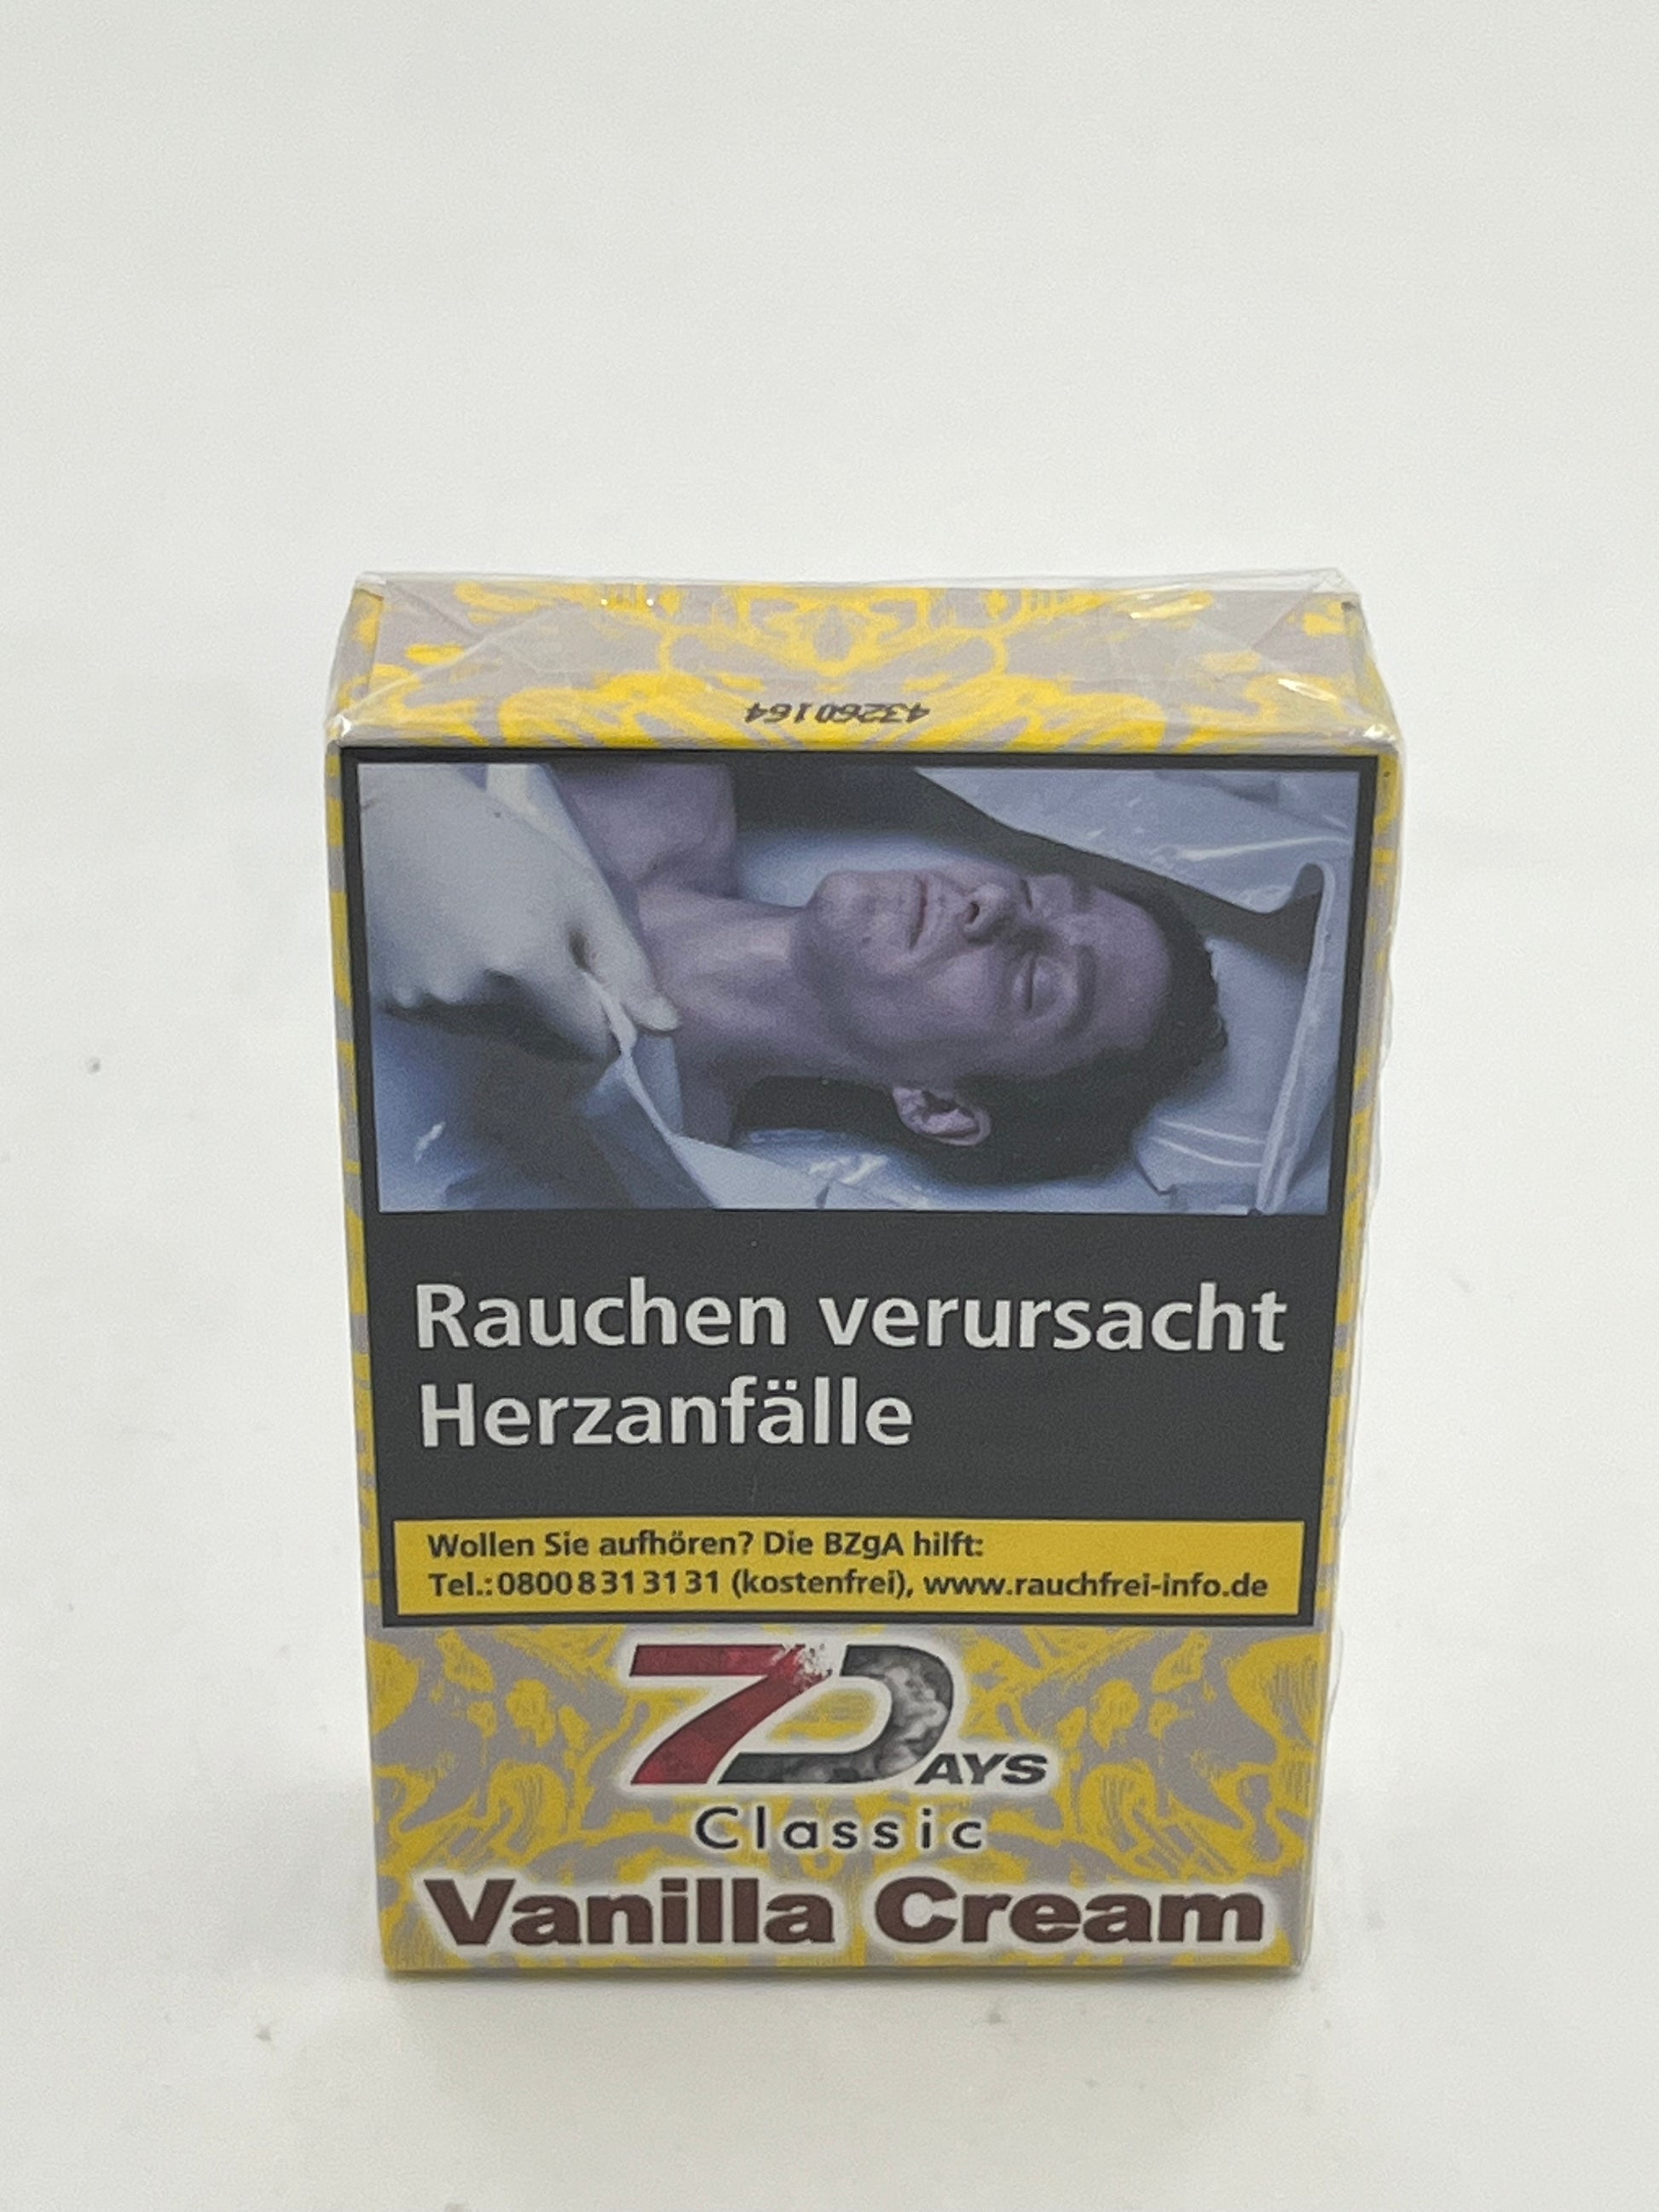 43260164
Rauchen verursacht
Herzanfälle
Wollen Sie aufhören? Die BZgA hilft:
Tel.: 0800 8 31 31 31 (kostenfrei), www.rauchfrei-info.de
7DAYS
Classic
Vanilla Cream